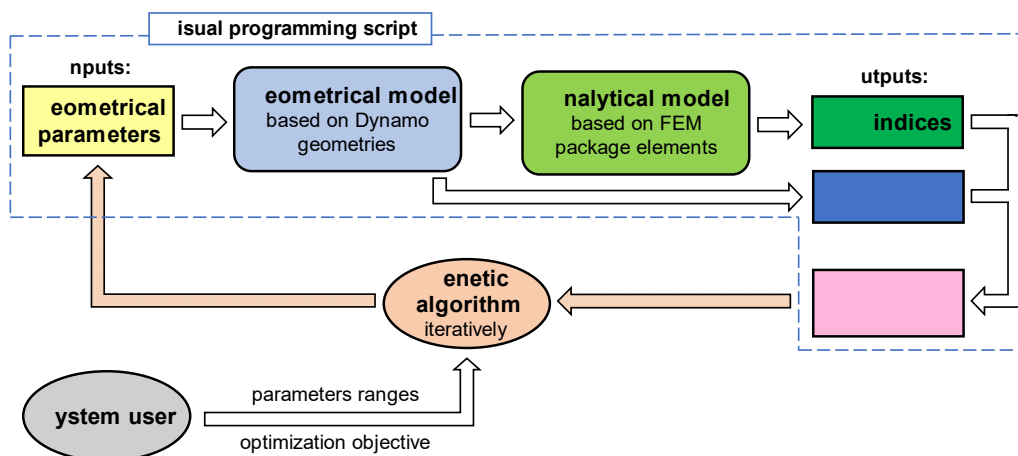 isual programming script
nputs:
utputs:
eometrical
parameters
eometrical model
based on Dynamo
geometries
nalytical model
based on FEM
package elements
indices
enetic
algorithm
iteratively
ystem user
parameters ranges
optimization objective